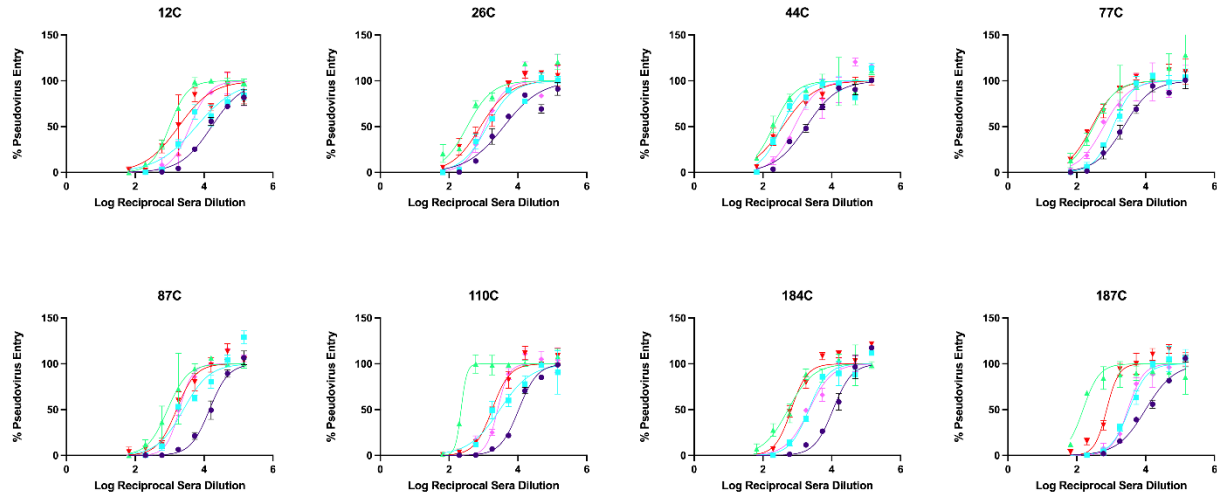 12C
26C
44C
77C
% Pseudovirus Entry
150
100
50
0
0 2 4 6
Log Reciprocal Sera Dilution
% Pseudovirus Entry
150
100
50
0
0 2 4 6
Log Reciprocal Sera Dilution
% Pseudovirus Entry
150
100
50
0
0 2 4 6
Log Reciprocal Sera Dilution
% Pseudovirus Entry
150
100
50
0
0 2 4 6
Log Reciprocal Sera Dilution
87C
110C
184C
187C
% Pseudovirus Entry
150
100
50
0
0 2 4 6
Log Reciprocal Sera Dilution
% Pseudovirus Entry
150
100
50
0
0 2 4 6
Log Reciprocal Sera Dilution
% Pseudovirus Entry
150
100
50
0
0 2 4 6
Log Reciprocal Sera Dilution
% Pseudovirus Entry
150
100
50
0
0 2 4 6
Log Reciprocal Sera Dilution